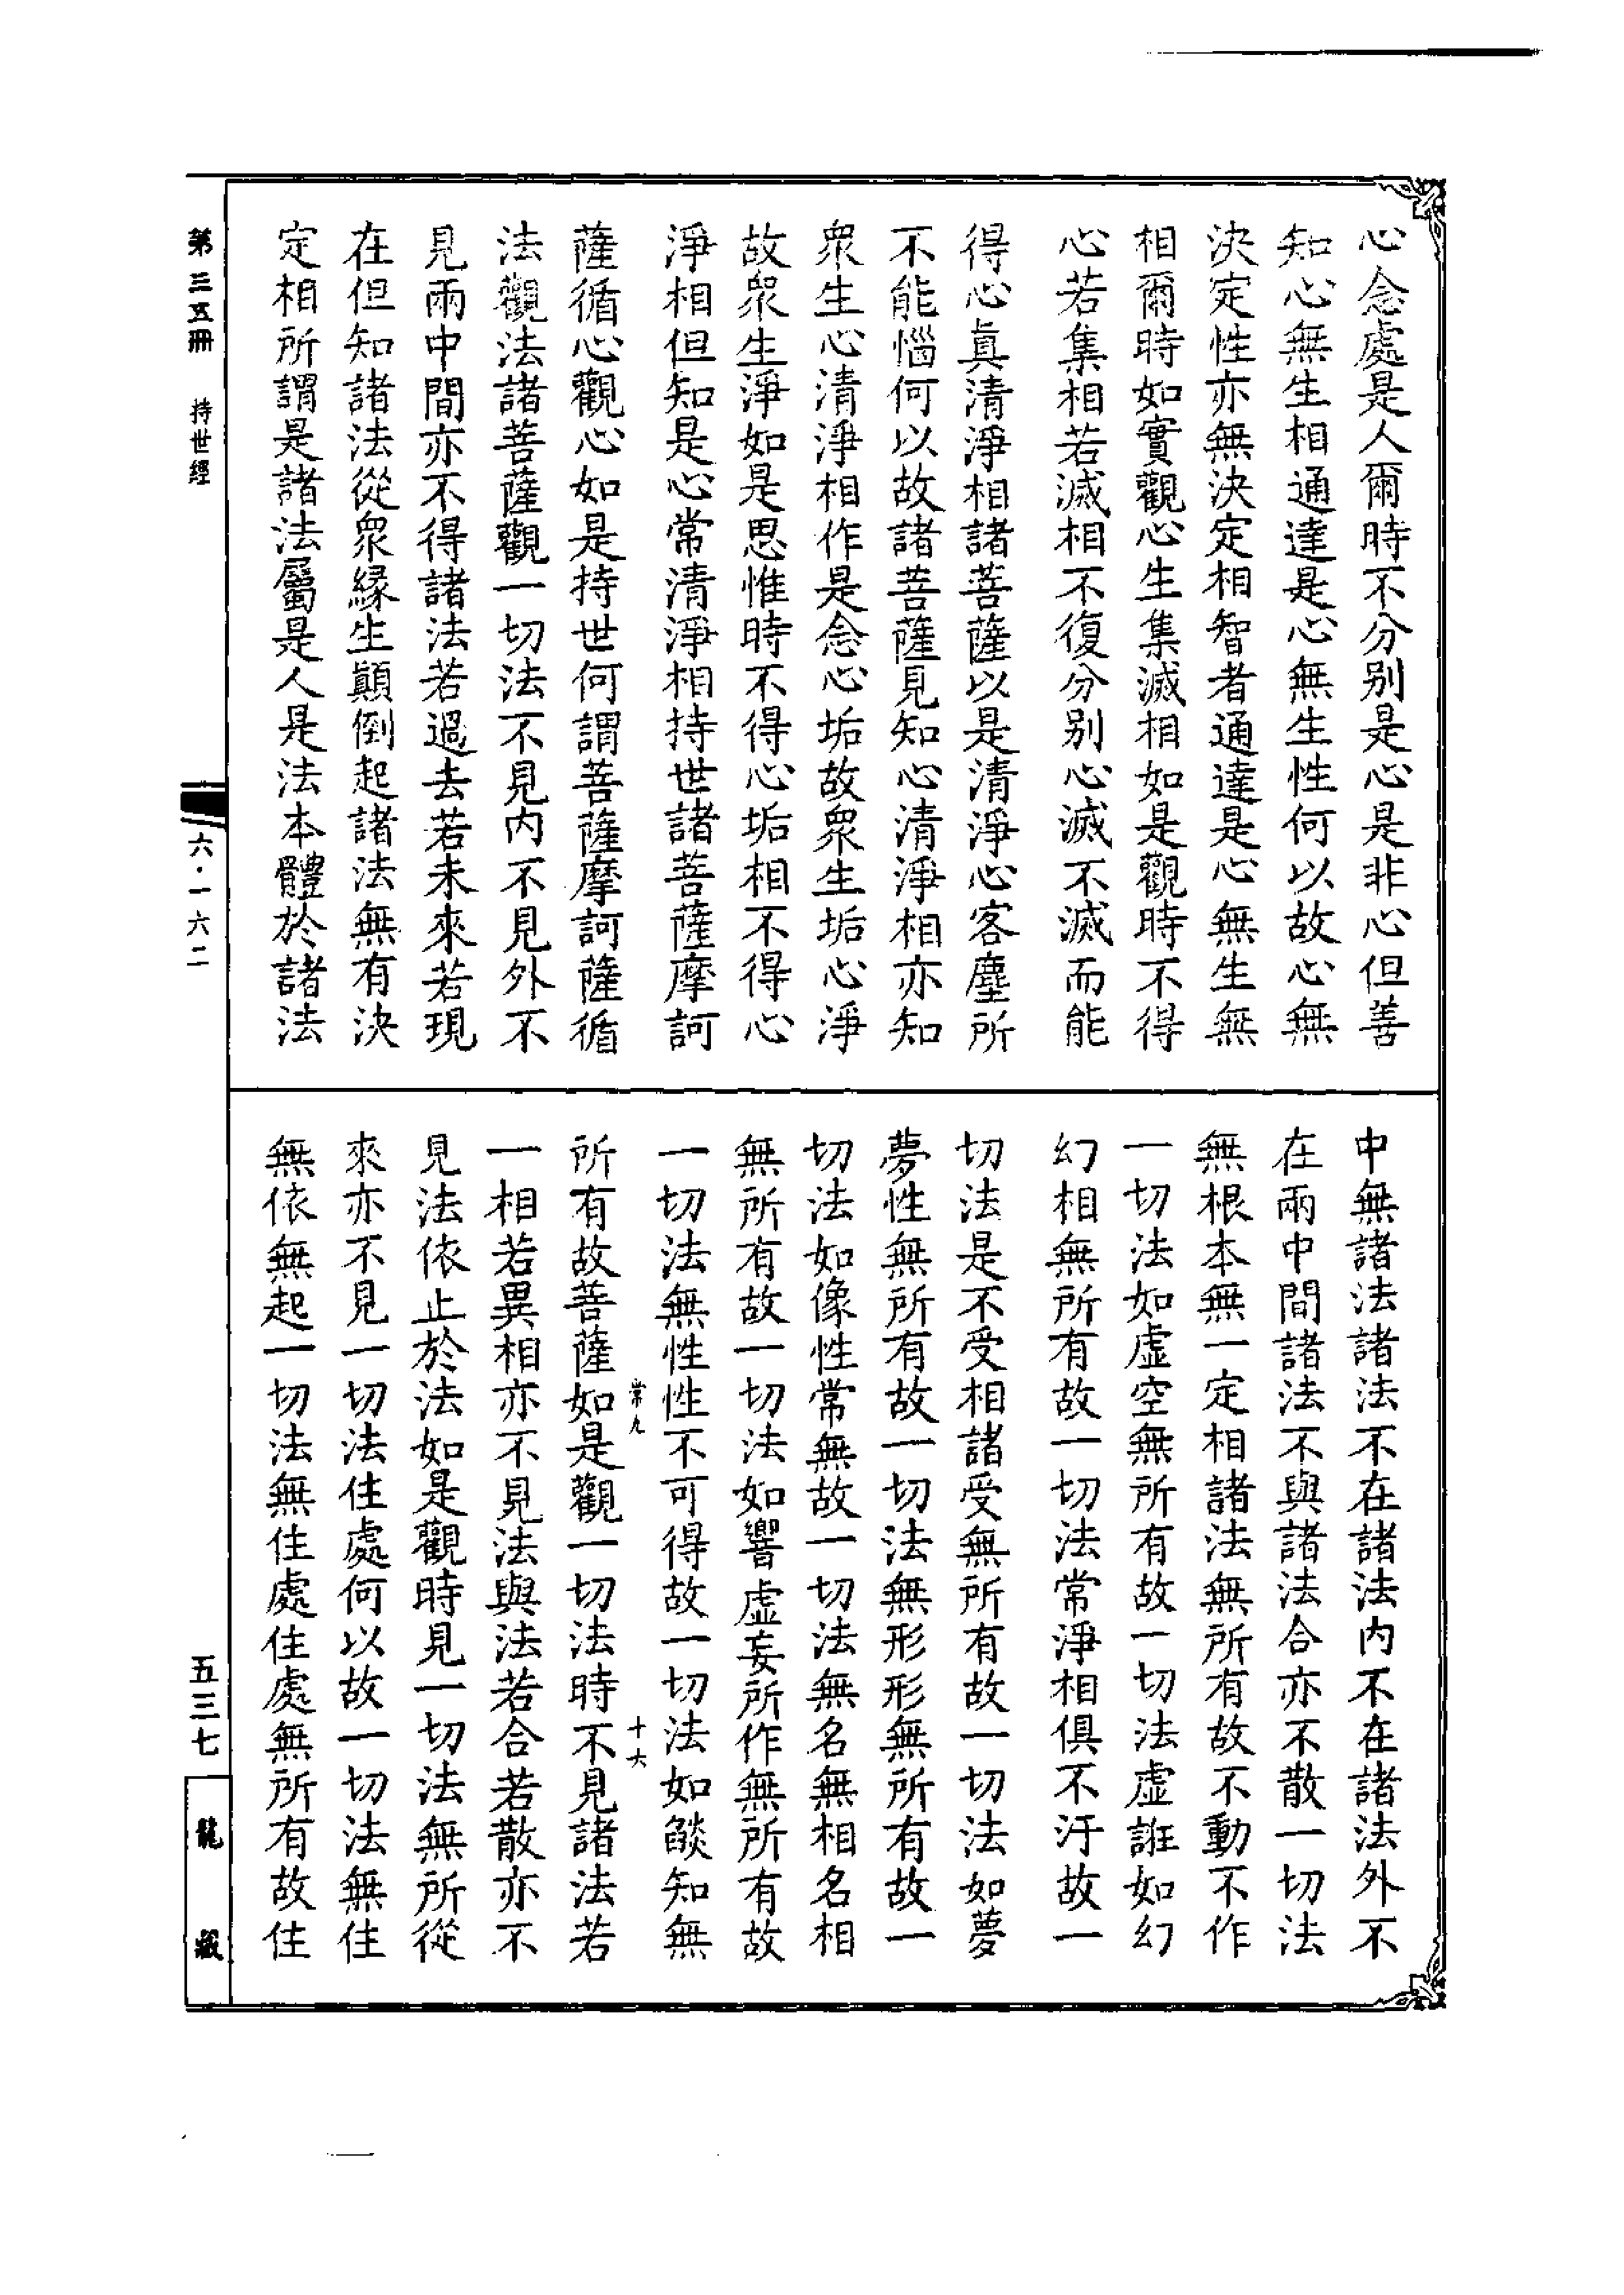 心念處是人爾時不分別是心是非心但善
知心無生相通達是心無生性何以故心無
決定性亦無決定相智者通達是心無生無
相爾時如實觀心生集滅相如是觀時不得
心若集相若滅相不復分別心滅不滅而能
得心真清淨相諸菩薩以是清淨心客塵所
不能惱何以故諸菩薩見知心清淨相亦知
眾生心清淨相作是念心垢故眾生垢心淨
故眾生淨如是思惟時不得心垢相不得心
淨相但知是心常清淨相持世諸菩薩摩訶
薩循心觀心如是持世何謂菩薩摩訶薩循
法觀法諸菩薩觀一切法不見內不見外不
見兩中間亦不得諸法若過去若未來若現
在但知諸法從眾緣生顛倒起諸法無有決
定相所謂是諸法屬是人是法本體於諸法
中無諸法諸法不在諸法內不在諸法外不
在兩中間諸法不與諸法合亦不散一切法
無根本無一定相諸法無所有故不動不作
一切法如虛空無所有故一切法虛誑如幻
幻相無所有故一切法常淨相俱不汙故一
切法是不受相諸受無所有故一切法如夢
夢性無所有故一切法無形形無所有故一
切法如像性常無故一切法無名無相名相
無所有故一切法如響虛妄所作無所有故
一切法無性性不可得故一切法如燄知無
常九
十六
所有故菩薩如是觀一切法時不見諸法若
一相若異相亦不見法與法若合若散亦不
見法依止於法如是觀時見一切法無所從
來亦不見一切法住處何以故一切法無住
無依無起一切法無住處住處無所有故住
第三五冊
持世經
六·一六二
五三七
龍藏